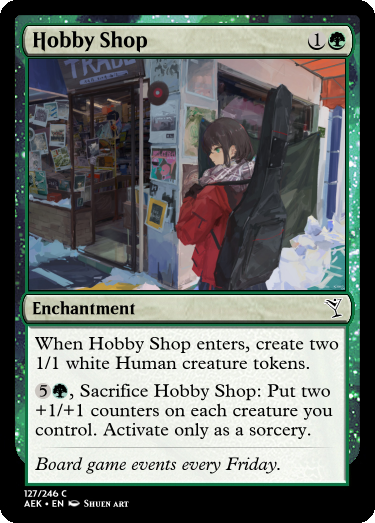 Hobby Shop 1
TRADE
Enchantment
When Hobby Shop enters, create two
1/1 white Human creature tokens.
5, Sacrifice Hobby Shop: Put two
+1/+1 counters on each creature you
control. Activate only as a sorcery.
Board game events every Friday.
127/246 C
AEK • EN SHUEN ART